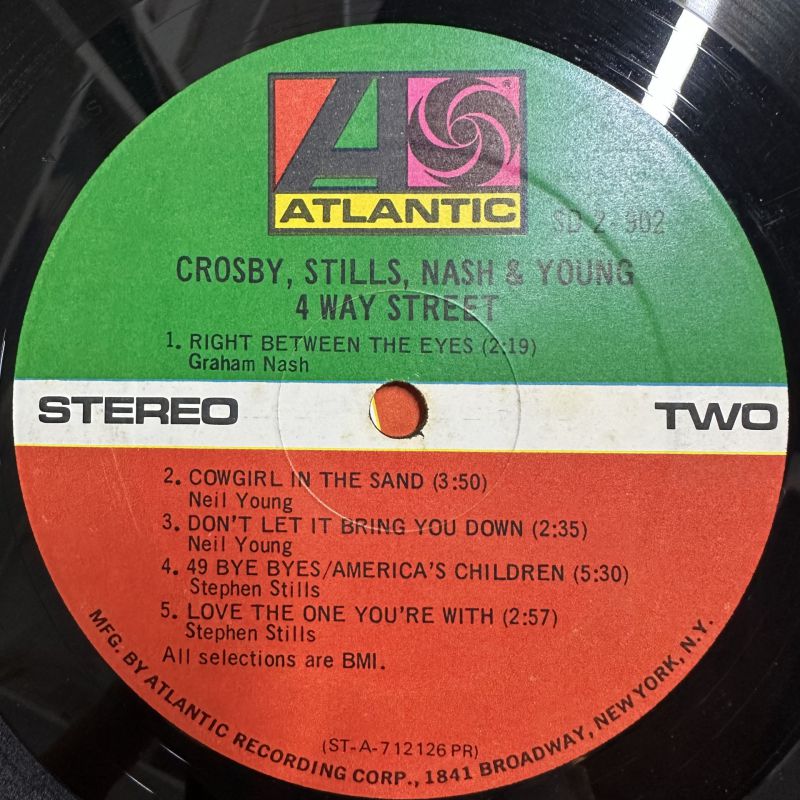 ATLANTIC
®
SD 2-902
CROSBY, STILLS, NASH & YOUNG
4 WAY STREET
1. RIGHT BETWEEN THE EYES (2:19)
Graham Nash
STEREO
TWO
2. COWGIRL IN THE SAND (3:50)
Neil Young
3. DON'T LET IT BRING YOU DOWN (2:35)
Neil Young
4. 49 BYE BYES/AMERICA'S CHILDREN (5:30)
Stephen Stills
5. LOVE THE ONE YOU'RE WITH (2:57)
Stephen Stills
All selections are BMI.
(ST-A-712126 PR)
MFG. BY ATLANTIC RECORDING CORP., 1841 BROADWAY, NEW YORK, N.Y.